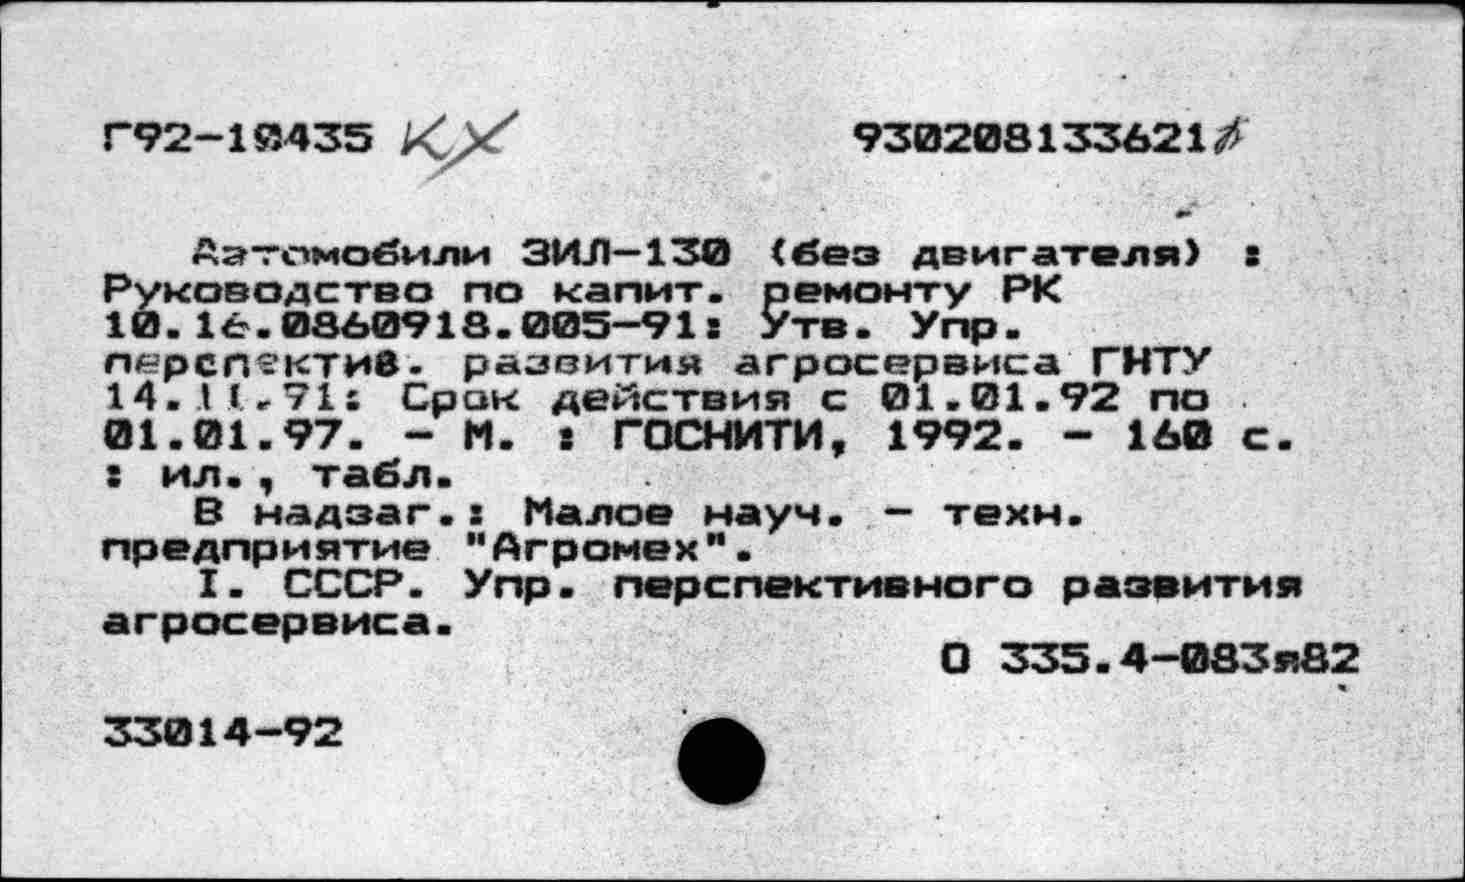 Г92-10435 КХ 930208133621
Автомобили ЗИЛ-130 (без двигателя) :
Руководство по капит. ремонту РК
10.16.0860918.005-91: Утв. Упр.
перспектив. развития агросервиса ГНТУ
14.11.91: Срок действия с 01.01.92 по
01.01.97. - М. : ГОСНИТИ, 1992. - 160 с.
: ил., табл.
В надзаг.: Малое науч. - техн.
предприятие "Агромех".
I. СССР. Упр. перспективного развития
агросервиса.
О 335.4-083я82
33014-92